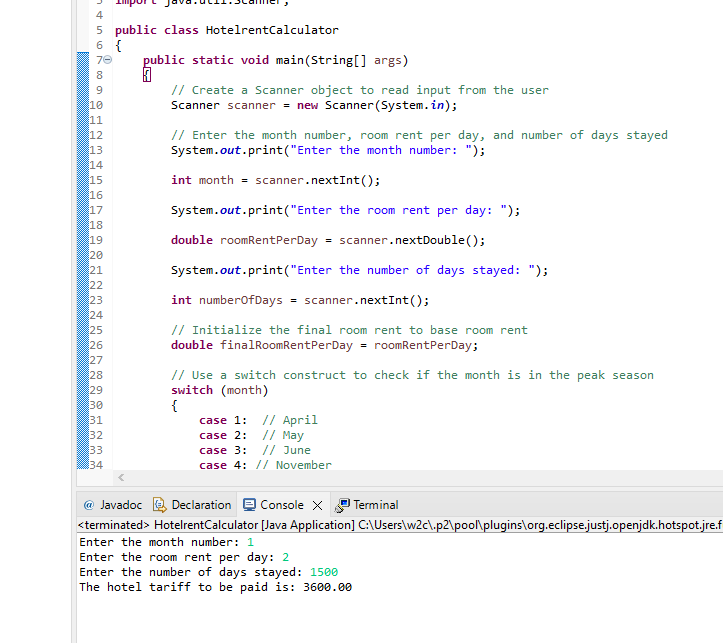 3 import java.util.Scanner;
4
5 public class HotelrentCalculator
6 {
7 public static void main(String[] args)
8 {
9 // Create a Scanner object to read input from the user
10 Scanner scanner = new Scanner(System.in);
11
12 // Enter the month number, room rent per day, and number of days stayed
13 System.out.print("Enter the month number: ");
14
15 int month = scanner.nextInt();
16
17 System.out.print("Enter the room rent per day: ");
18
19 double roomRentPerDay = scanner.nextDouble();
20
21 System.out.print("Enter the number of days stayed: ");
22
23 int numberOfDays = scanner.nextInt();
24
25 // Initialize the final room rent to base room rent
26 double finalRoomRentPerDay = roomRentPerDay;
27
28 // Use a switch construct to check if the month is in the peak season
29 switch (month)
30 {
31 case 1: // April
32 case 2: // May
33 case 3: // June
34 case 4: // November
@ Javadoc Declaration Console Terminal
<terminated> HotelrentCalculator [Java Application] C:\Users\w2c\.p2\pool\plugins\org.eclipse.justj.openjdk.hotspot.jre.f
Enter the month number: 1
Enter the room rent per day: 2
Enter the number of days stayed: 1500
The hotel tariff to be paid is: 3600.00